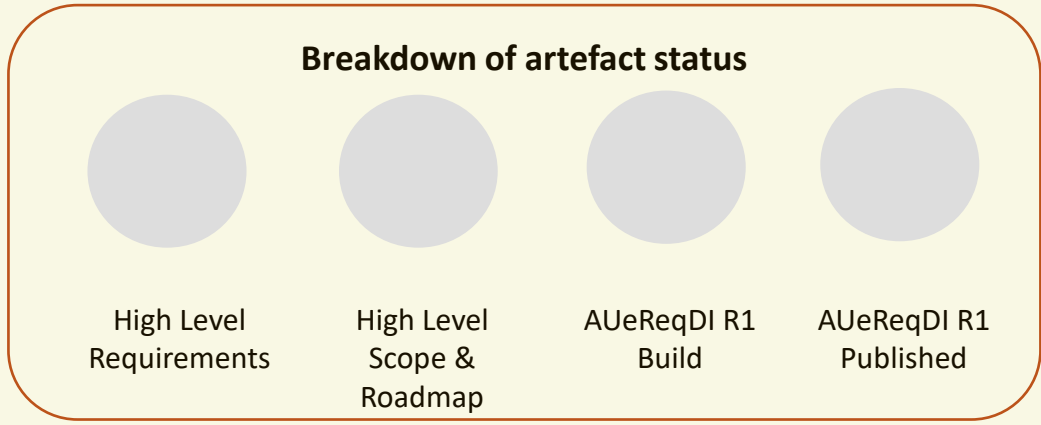 Breakdown of artefact status
High Level
Requirements
High Level
Scope &
Roadmap
AUeReqDI R1
Build
AUeReqDI R1
Published